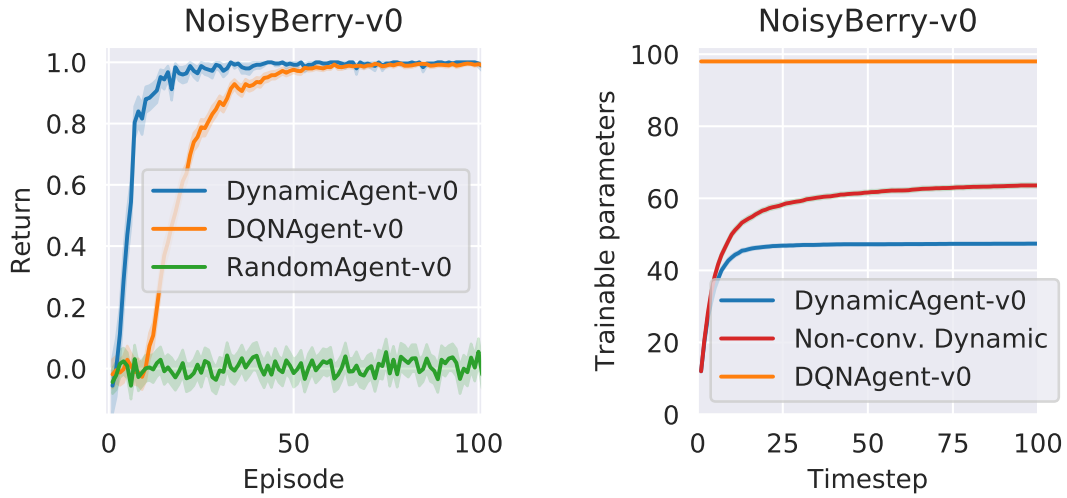 NoisyBerry-v0
Return
1.0
0.8
0.6
0.4
0.2
0.0
DynamicAgent-v0
DQNAgent-v0
RandomAgent-v0
0
50
100
Episode
NoisyBerry-v0
Trainable parameters
100
80
60
40
20
0
DynamicAgent-v0
Non-conv. Dynamic
DQNAgent-v0
0
25
50
75
100
Timestep